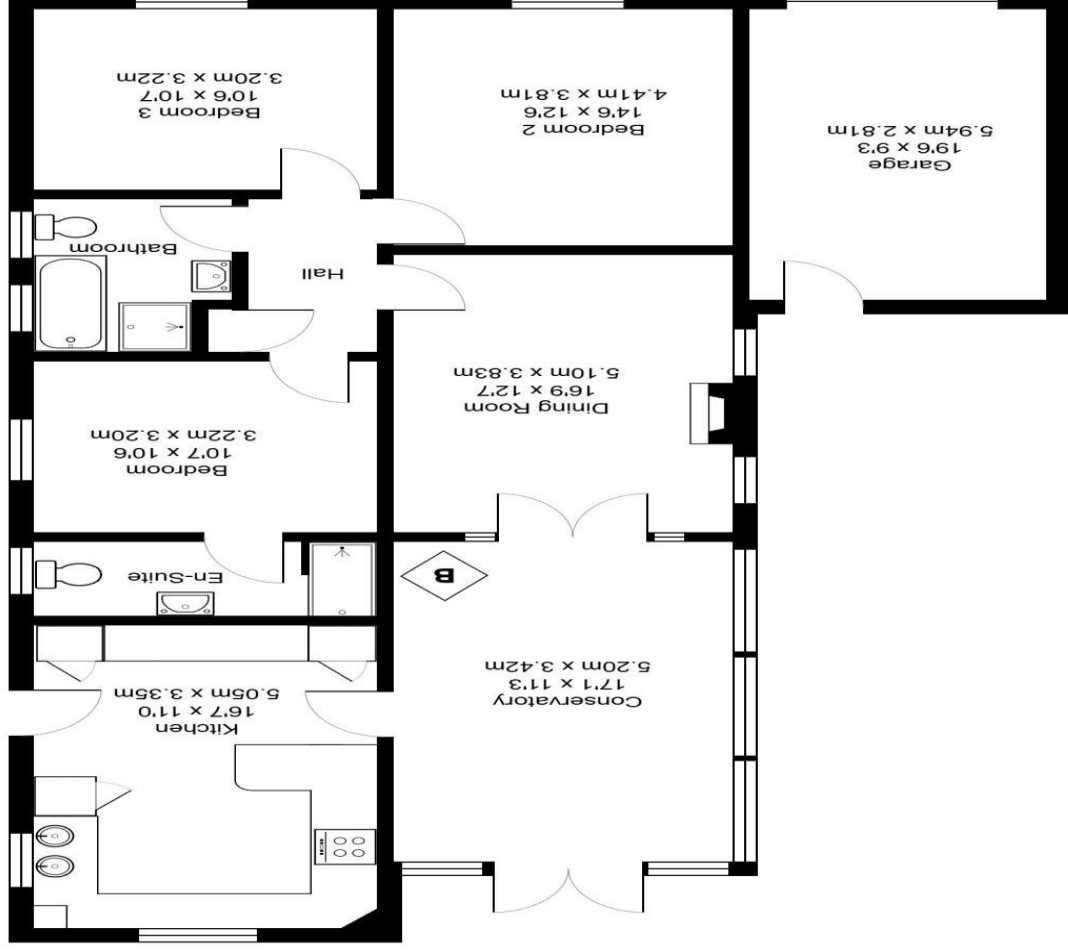 Kitchen
16'7 x 11'0
5.05m x 3.35m
Conservatory
17'1 x 11'3
5.20m x 3.42m
B
En-Suite
Bedroom
10'7 x 10'6
3.22m x 3.20m
Dining Room
16'9 x 12'7
5.10m x 3.83m
Hall
Bathroom
Garage
19'6 x 9'3
5.94m x 2.81m
Bedroom 2
14'6 x 12'6
4.41m x 3.81m
Bedroom 3
10'6 x 10'7
3.20m x 3.22m